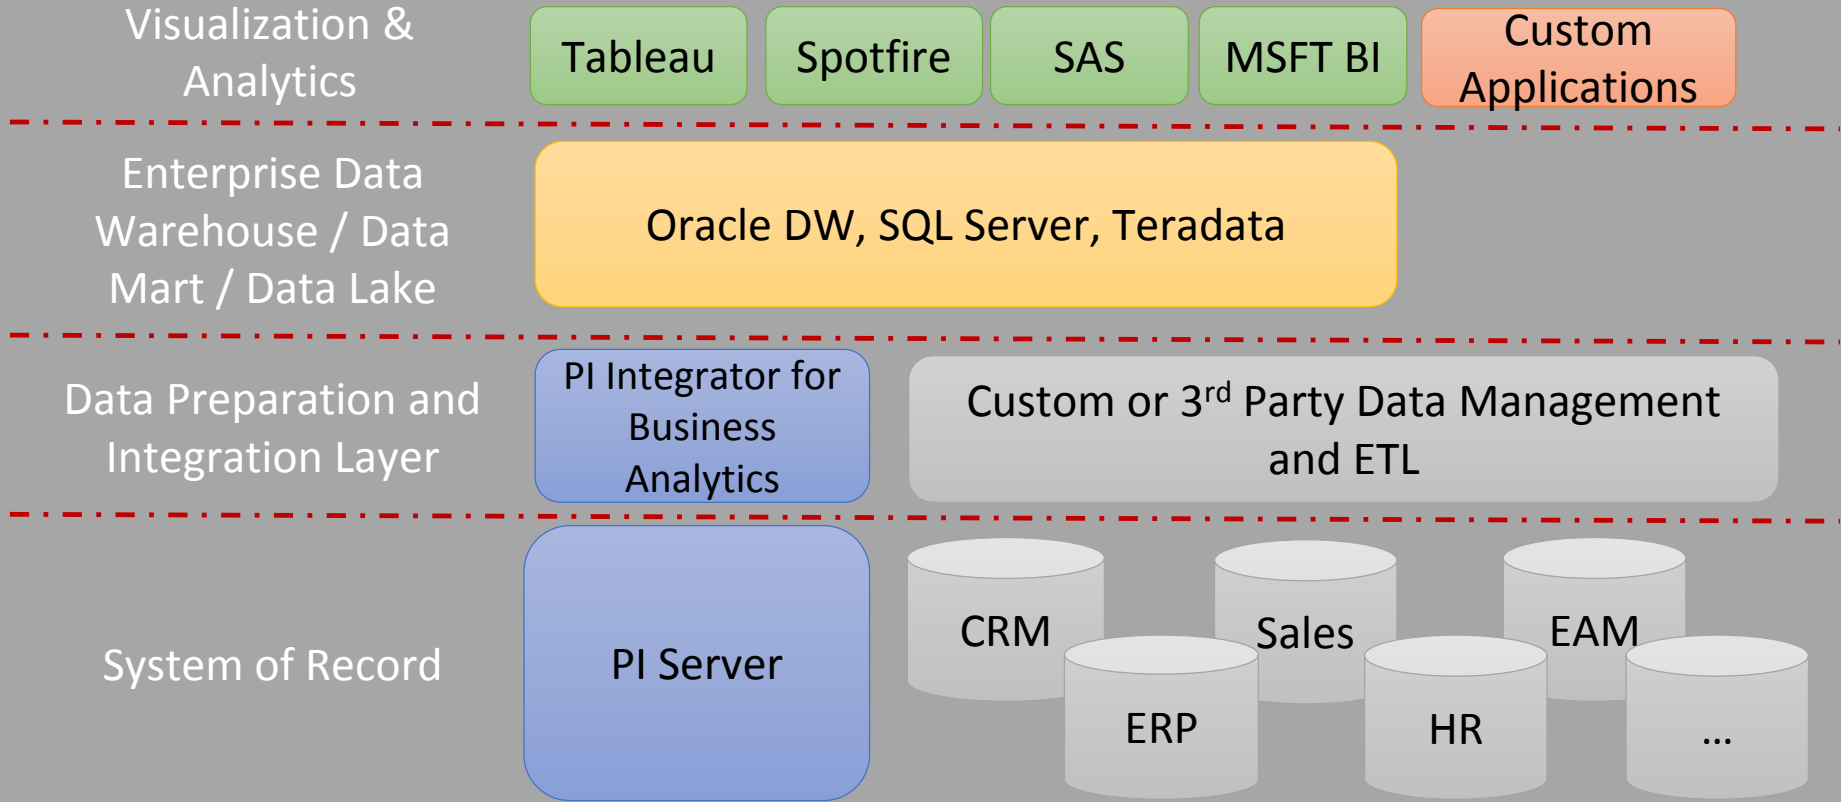 Visualization &
Analytics
Tableau
Spotfire
SAS
MSFT BI
Custom
Applications
Enterprise Data
Warehouse / Data
Mart / Data Lake
Oracle DW, SQL Server, Teradata
Data Preparation and
Integration Layer
PI Integrator for
Business
Analytics
Custom or 3rd Party Data Management
and ETL
System of Record
PI Server
CRM
Sales
EAM
ERP
HR
...